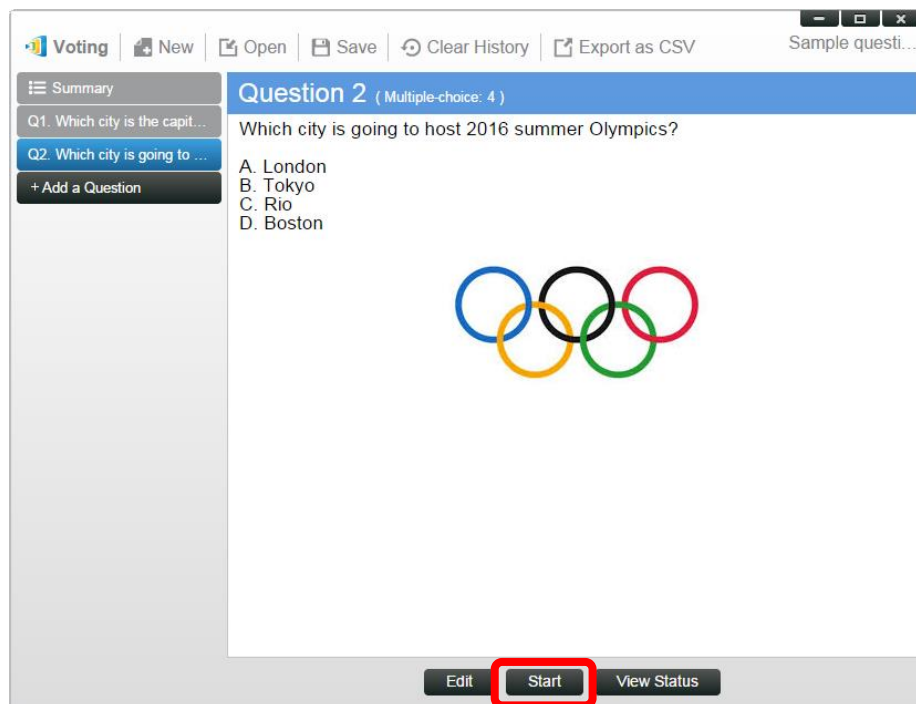 Voting New Open Save Clear History Export as CSV Sample questi...
Summary
Q1. Which city is the capit...
Q2. Which city is going to ...
+ Add a Question
Question 2 ( Multiple-choice: 4 )
Which city is going to host 2016 summer Olympics?
A. London
B. Tokyo
C. Rio
D. Boston
Edit Start View Status